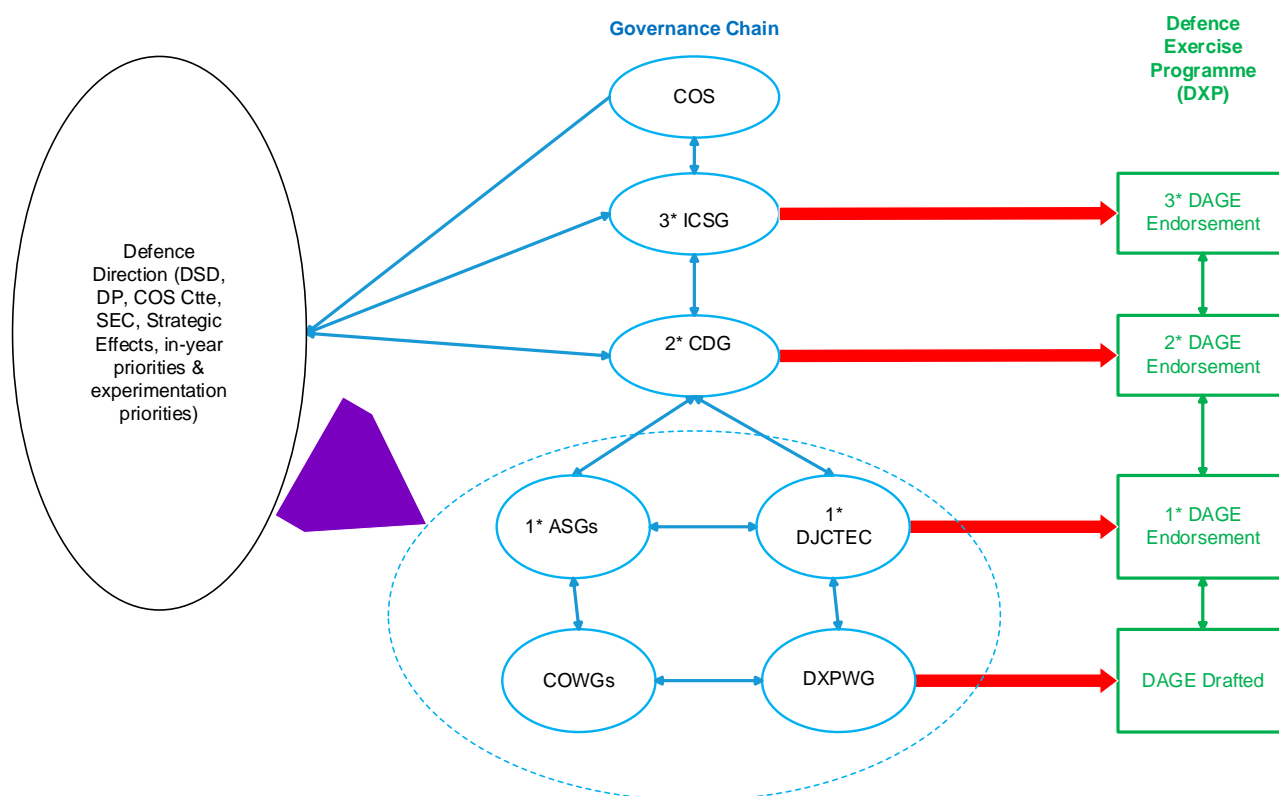 Governance Chain
Defence
Exercise
Programme
(DXP)
COS
3* ICSG
3* DAGE
Endorsement
Defence
Direction (DSD,
DP, COS Ctte,
SEC, Strategic
Effects, in-year
priorities &
experimentation
priorities)
2* CDG
2* DAGE
Endorsement
1* ASGs
1*
DJCTEC
1* DAGE
Endorsement
COWGs
DXPWG
DAGE Drafted